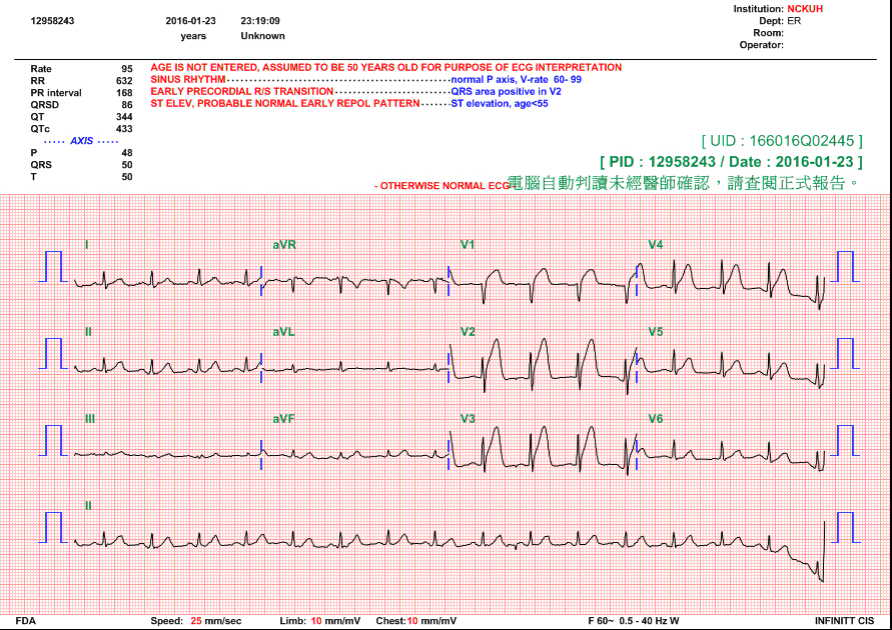 Institution: NCKUH
12958243 2016-01-23 23:19:09 Dept: ER
years Unknown Room:
Operator:
Rate 95 AGE IS NOT ENTERED, ASSUMED TO BE 50 YEARS OLD FOR PURPOSE OF ECG INTERPRETATION
RR 632 SINUS RHYTHM - - - - - - - - - - - - - - - - - - - - - - - - - - - - - - - - - - - - - - -normal P axis, V-rate 60- 99
PR interval 168 EARLY PRECORDIAL R/S TRANSITION - - - - - - - - - - - - - - - - - - - -QRS area positive in V2
QRSD 86 ST ELEV, PROBABLE NORMAL EARLY REPOL PATTERN - - - - - -ST elevation, age<55
QT 344
QTc 433
- - - - - AXIS - - - - -
P 48
QRS 50
T 50
[ UID : 166016Q02445 ]
[ PID : 12958243 / Date : 2016-01-23 ]
- OTHERWISE NORMAL ECG 電腦自動判讀未經醫師確認，請查閱正式報告。
I aVR V1 V4
II aVL V2 V5
III aVF V3 V6
II
FDA Speed: 25 mm/sec Limb: 10 mm/mV Chest: 10 mm/mV F 60~ 0.5 - 40 Hz W INFINITT CIS